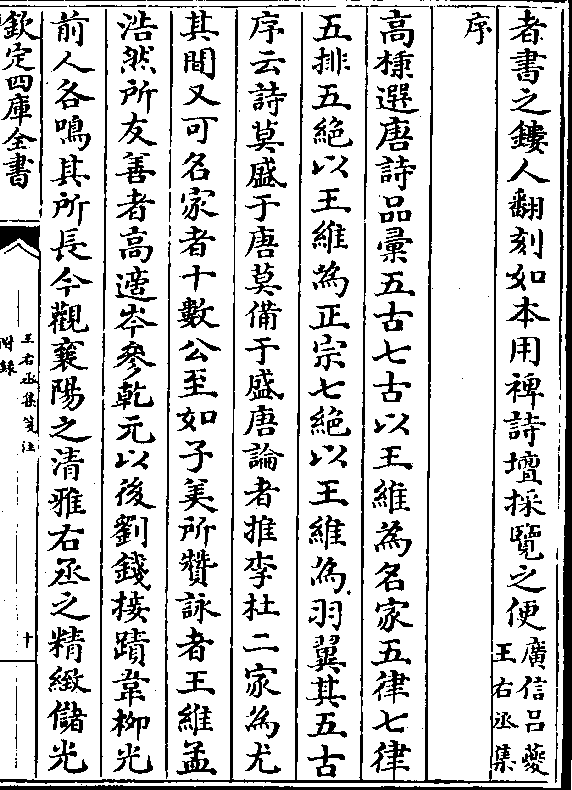 者書之鏤人翻刻如本用裨詩壇採覽之便廣信呂夔
王右丞集
序
高棅選唐詩品彙五古七古以王維為名家五律七律
五排五絕以王維為正宗七絕以王維為羽翼其五古
序云詩莫盛于唐莫備于盛唐論者推李杜二家為尤
其間又可名家者十數公至如子美所贊詠者王維孟
浩然所友善者高適岑參乾元以後劉錢接蹟韋柳光
前人各鳴其所長今觀襄陽之清雅右丞之精緻儲光
欽定四庫全書
王右丞集箋注
附錄
十